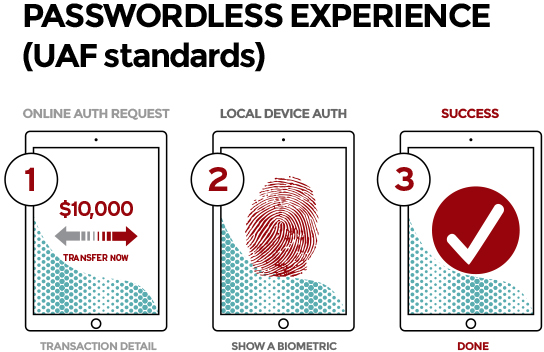 PASSWORDLESS EXPERIENCE
(UAF standards)
ONLINE AUTH REQUEST
LOCAL DEVICE AUTH
SUCCESS
1
2
3
$10,000
TRANSFER NOW
TRANSACTION DETAIL
SHOW A BIOMETRIC
DONE